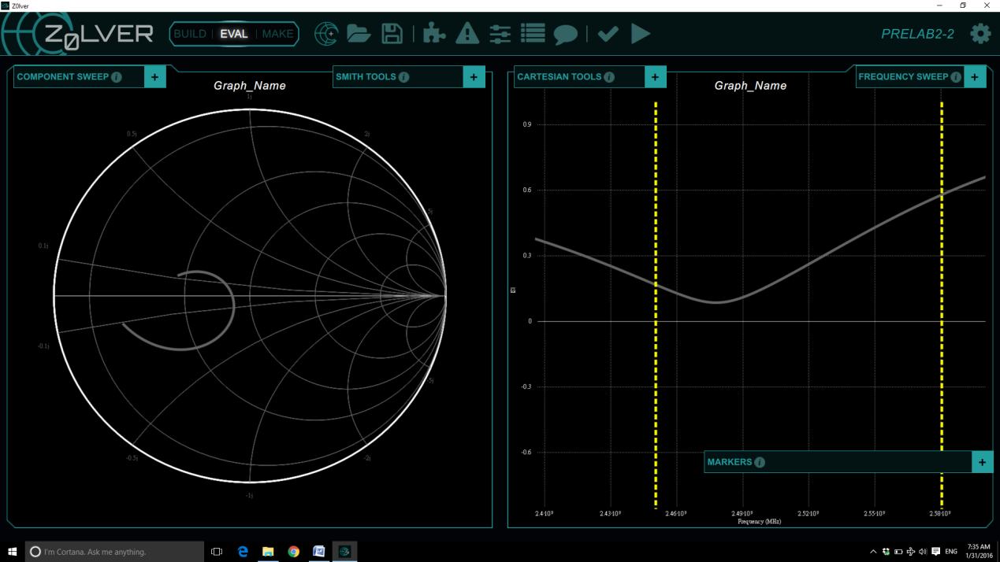 Z0lver
Z0LVER
BUILD | EVAL | MAKE
PRELAB2-2
COMPONENT SWEEP i +
Graph_Name
SMITH TOOLS i +
1j
0.5j
2j
5j
0.1j
-0.1j
-5j
-0.5j
-2j
-1j
CARTESIAN TOOLS i +
Graph_Name
FREQUENCY SWEEP i +
0.9
0.6
0.3
0
-0.3
-0.6
MARKERS i +
2.4·10⁹ 2.43·10⁹ 2.46·10⁹ 2.49·10⁹ 2.52·10⁹ 2.55·10⁹ 2.58·10⁹
Frequency (MHz)
I'm Cortana. Ask me anything.
ENG
7:35 AM
1/31/2016